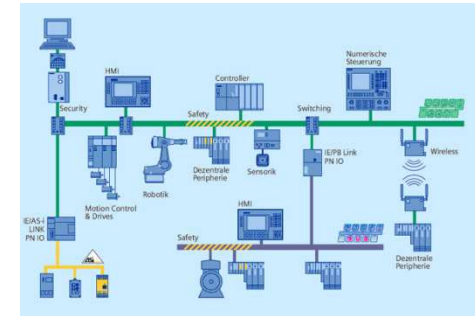 Numerische
Steuerung
HMI
Controller
Security
Safety
Switching
IE/PB Link
PN IO
Wireless
Dezentrale
Peripherie
Sensorik
Robotik
Motion Control
& Drives
IE/AS-i
LINK
PN IO
HMI
Safety
Dezentrale
Peripherie